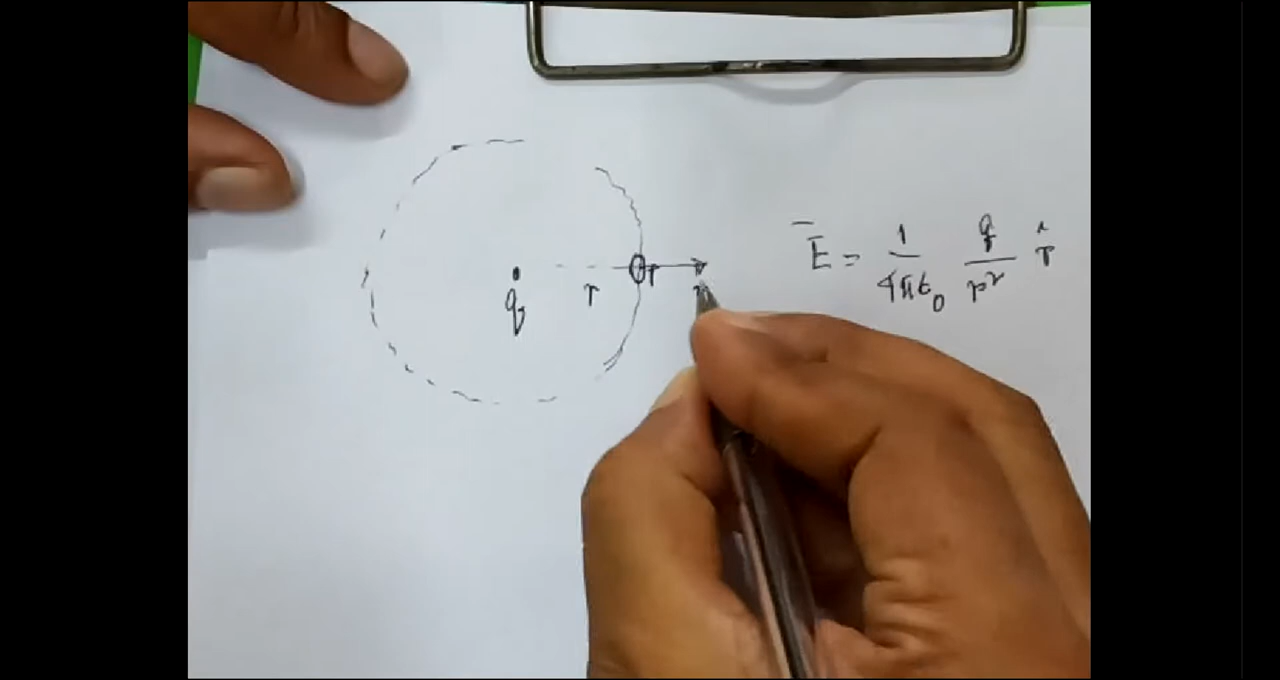 q
r
P
E̅ = 1/4πε₀ q/r² r̂